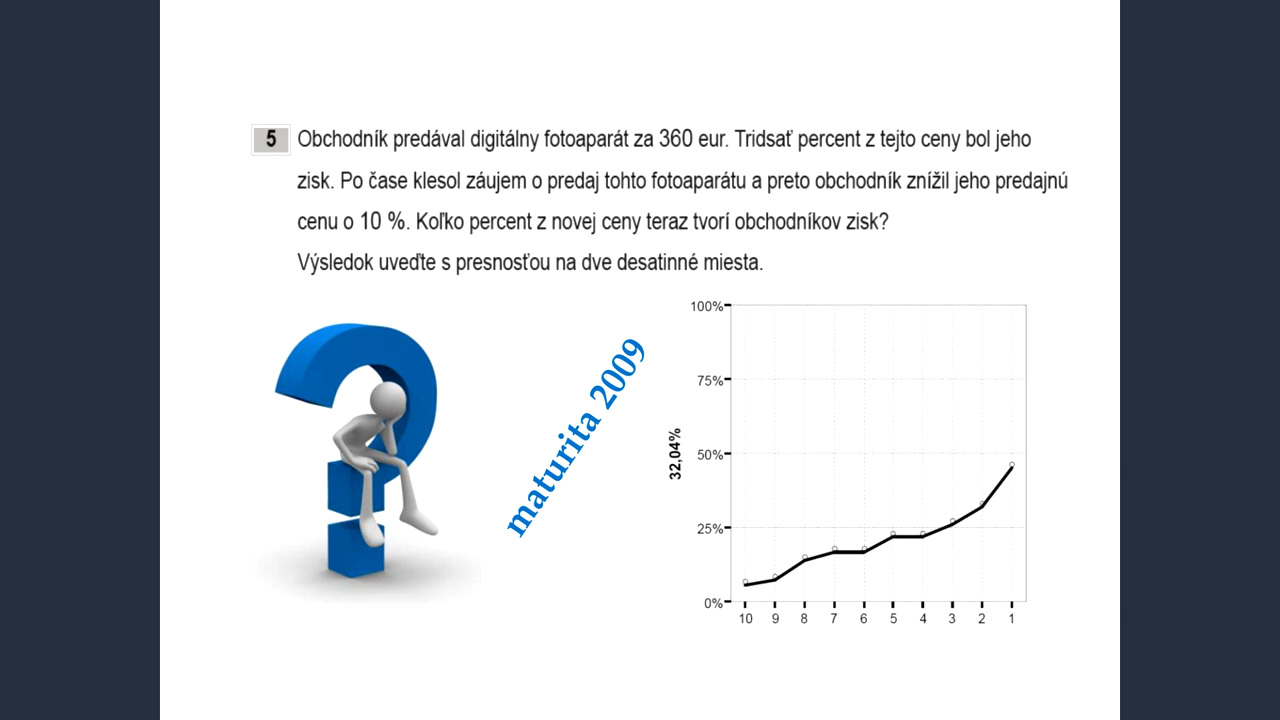 5 Obchodník predával digitálny fotoaparát za 360 eur. Tridsať percent z tejto ceny bol jeho
zisk. Po čase klesol záujem o predaj tohto fotoaparátu a preto obchodník znížil jeho predajnú
cenu o 10 %. Koľko percent z novej ceny teraz tvorí obchodníkov zisk?
Výsledok uveďte s presnosťou na dve desatinné miesta.
maturita 2009
32,04%
100%
75%
50%
25%
0%
10 9 8 7 6 5 4 3 2 1